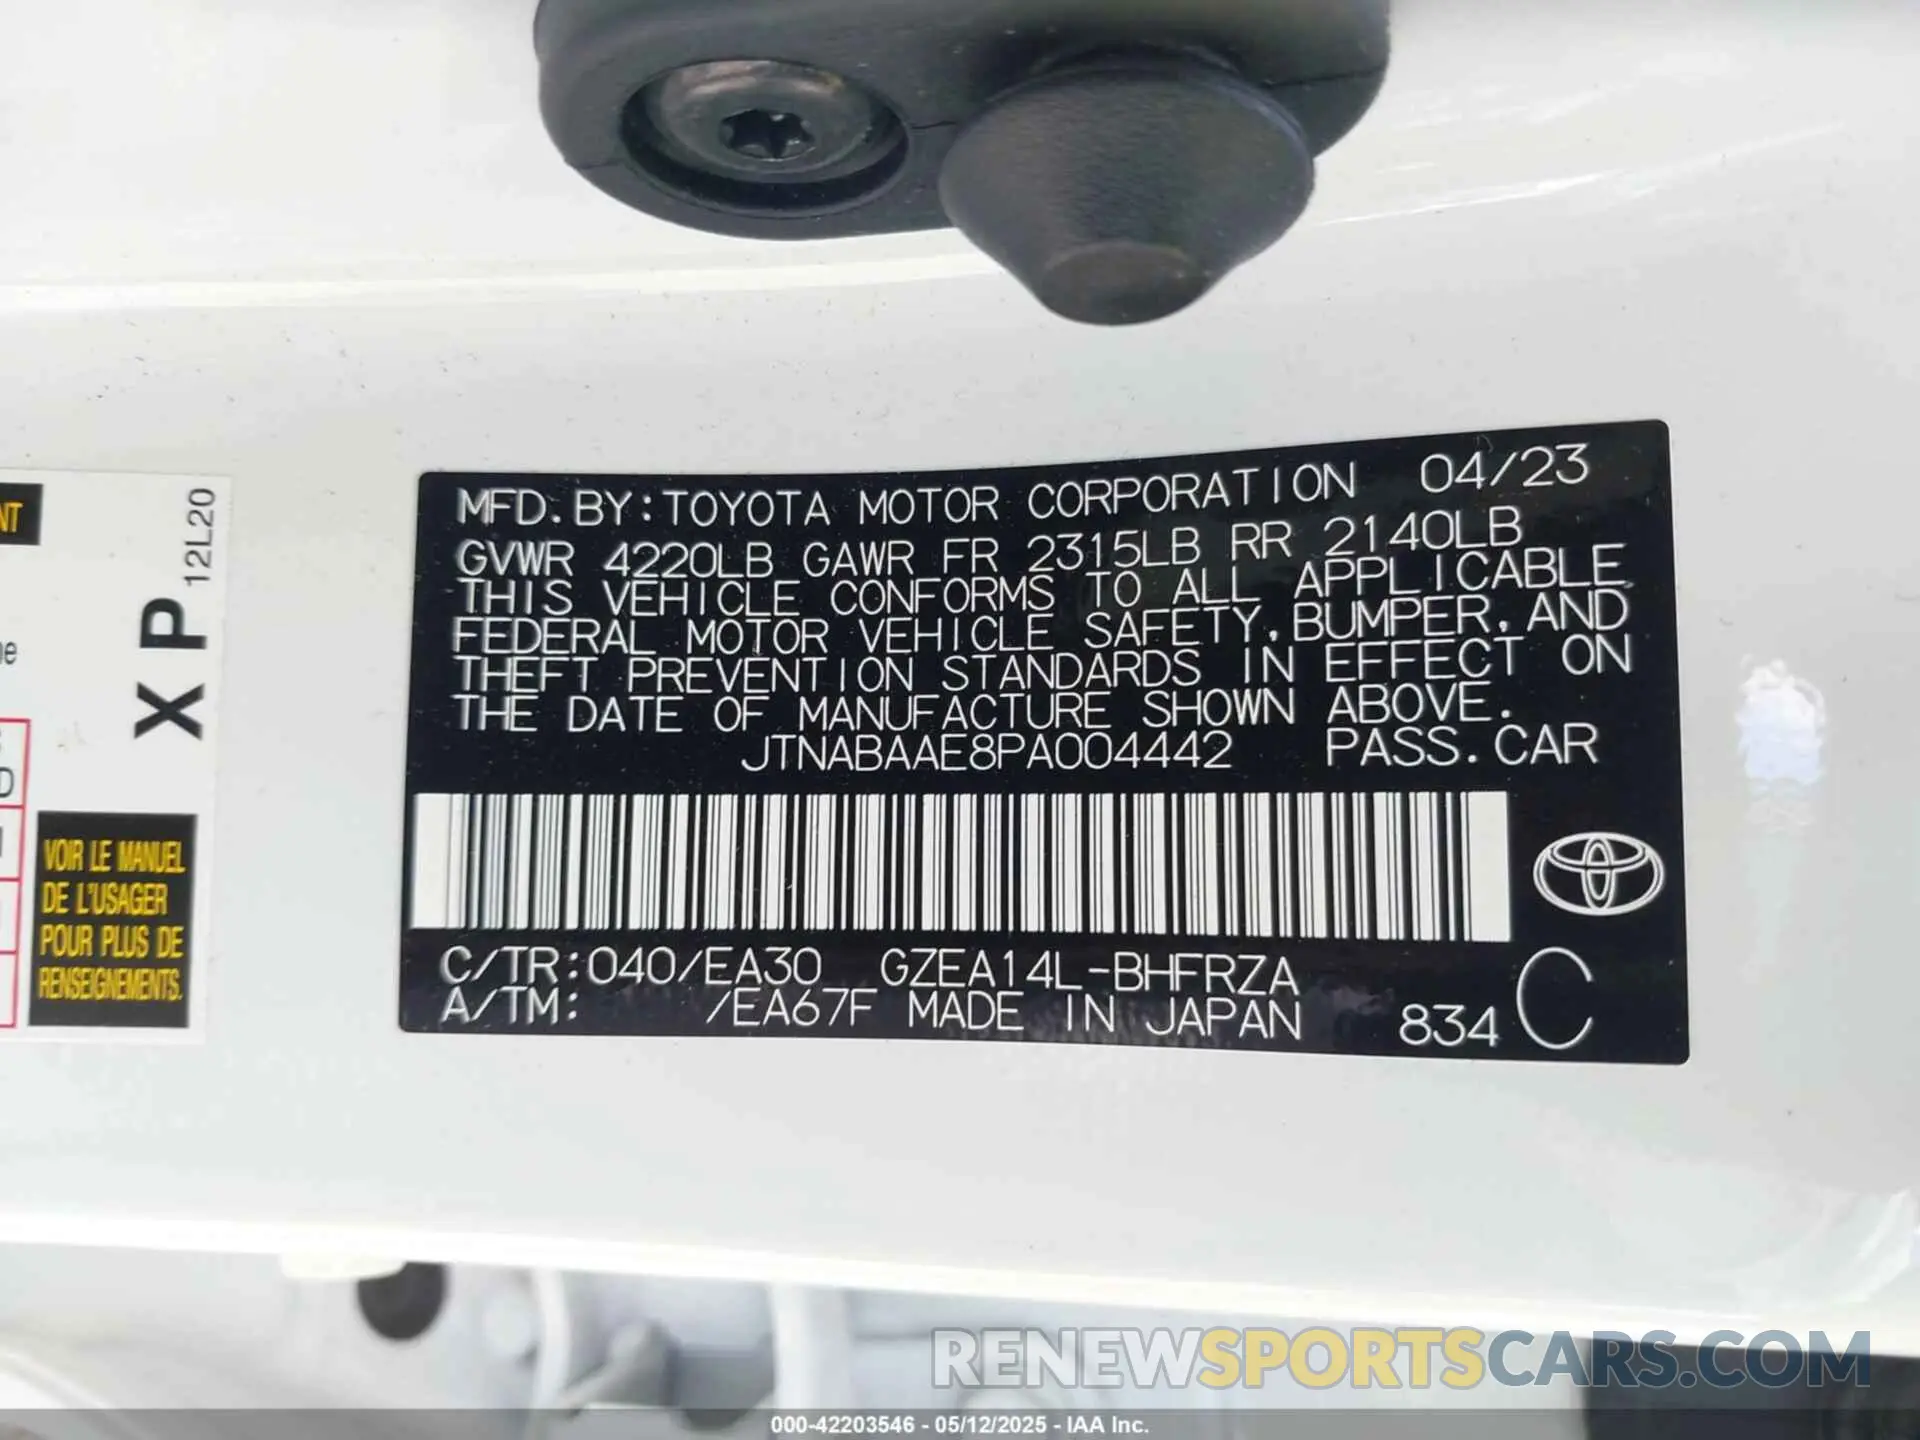 MFD. BY: TOYOTA MOTOR CORPORATION 04/23
GVWR 4220LB GAWR FR 2315LB RR 2140LB
THIS VEHICLE CONFORMS TO ALL APPLICABLE
FEDERAL MOTOR VEHICLE SAFETY, BUMPER, AND
THEFT PREVENTION STANDARDS IN EFFECT ON
THE DATE OF MANUFACTURE SHOWN ABOVE.
JTNABAAE8PA004442 PASS. CAR
C/TR: 040/EA30 GZEA14L-BHFRZA
A/TM: /EA67F MADE IN JAPAN 834 C
X P 12L20
VOIR LE MANUEL
DE L'USAGER
POUR PLUS DE
RENSEIGNEMENTS.
RENEWSPORTSCARS.COM
000-42203546 - 05/12/2025 - IAA Inc.